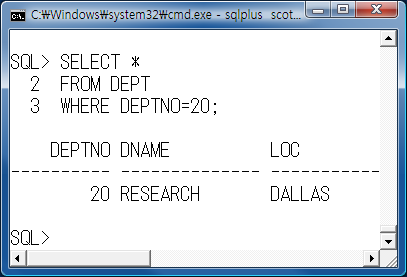 C:₩Windows₩system32₩cmd.exe - sqlplus  scot...
SQL> SELECT *
  2  FROM DEPT
  3  WHERE DEPTNO=20;
    DEPTNO DNAME          LOC
---------- -------------- ------------
        20 RESEARCH       DALLAS
SQL>